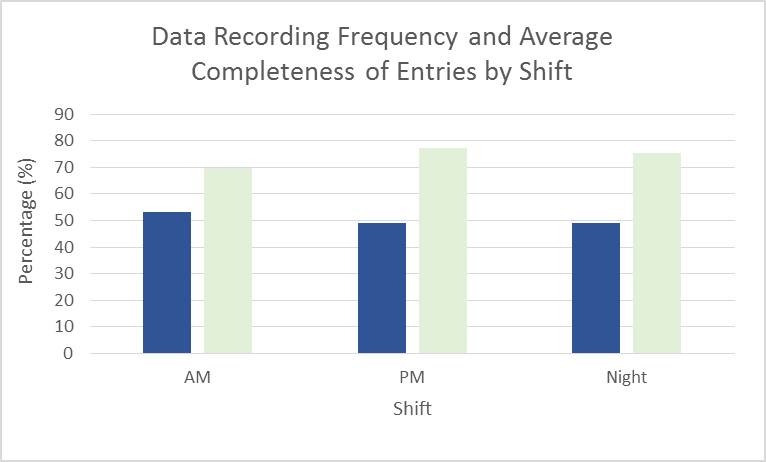 Data Recording Frequency and Average
Completeness of Entries by Shift
90
80
70
60
50
40
30
20
10
0
Percentage (%)
AM PM Night
Shift